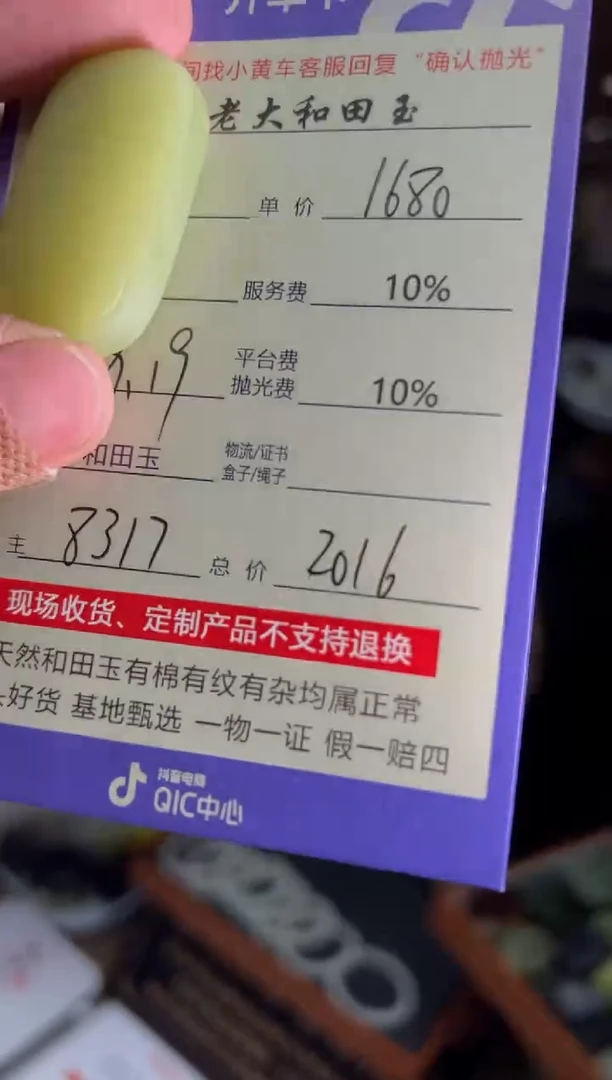 间找小黄车客服回复 “确认抛光”
老大和田玉
单价 1680
服务费 10%
.19 平台费 抛光费 10%
和田玉 物流/证书 盒子/绳子
主 8317 总价 2016
现场收货、定制产品不支持退换
天然和田玉有棉有纹有杂均属正常
好货 基地甄选 一物一证 假一赔四
抖音电商
QIC中心